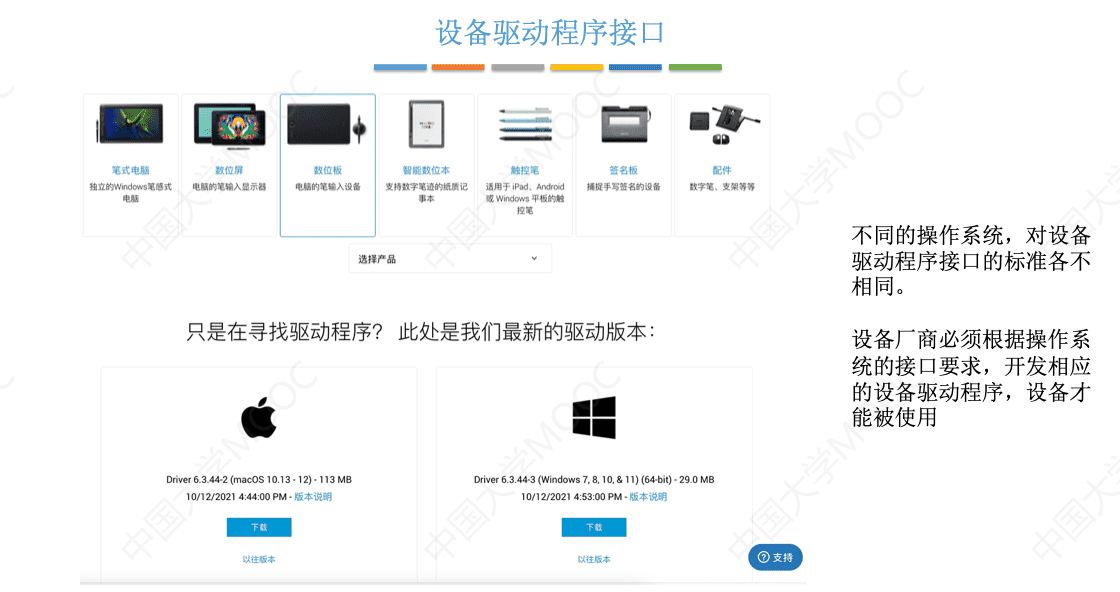 设备驱动程序接口
笔式电脑
独立的Windows笔感式
电脑
数位屏
电脑的笔输入显示器
数位板
电脑的笔输入设备
智能数位本
支持数字笔迹的纸质记
事本
触控笔
适用于 iPad、Android
或 Windows 平板的触
控笔
签名板
捕捉手写签名的设备
配件
数字笔、支架等等
选择产品
只是在寻找驱动程序？ 此处是我们最新的驱动版本：
Driver 6.3.44-2 (macOS 10.13 - 12) - 113 MB
10/12/2021 4:44:00 PM - 版本说明
下载
以往版本
Driver 6.3.44-3 (Windows 7, 8, 10, & 11) (64-bit) - 29.0 MB
10/12/2021 4:53:00 PM - 版本说明
下载
以往版本
支持
不同的操作系统，对设备
驱动程序接口的标准各不
相同。
设备厂商必须根据操作系
统的接口要求，开发相应
的设备驱动程序，设备才
能被使用
中国大学MOOC